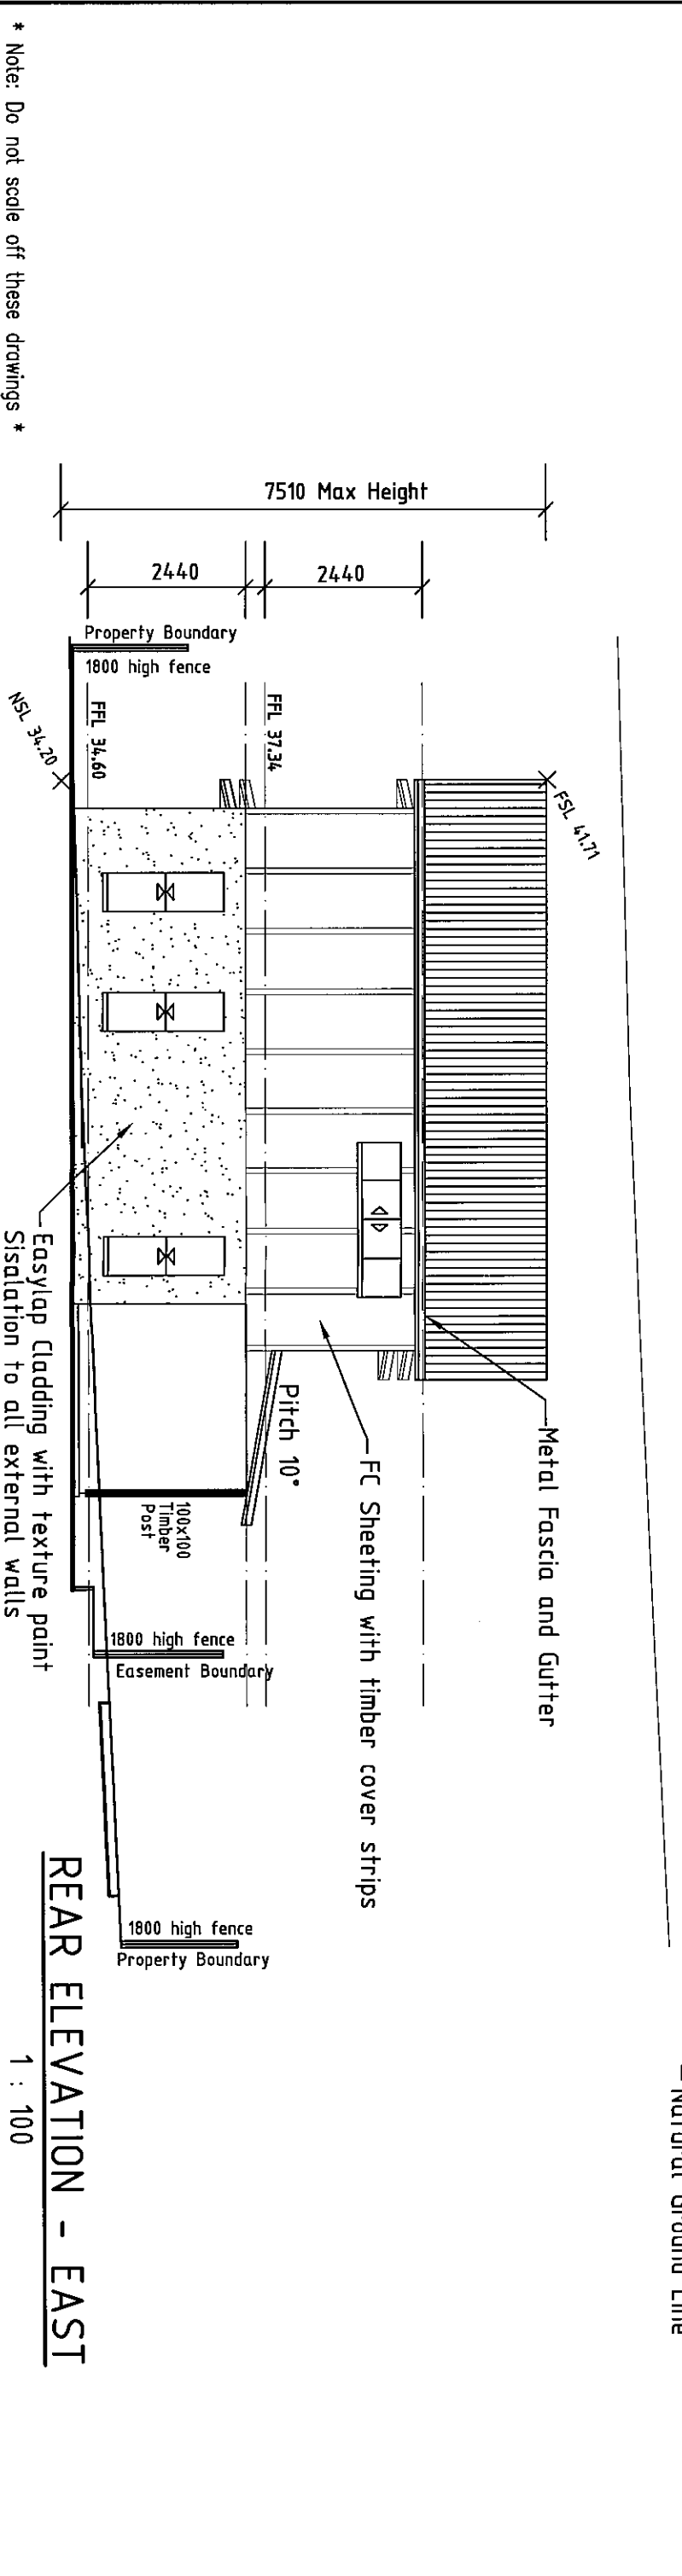 7510 Max Height
2440
2440
FSL 41.71
Metal Fascia and Gutter
FC Sheeting with timber cover strips
FFL 37.34
Pitch 10°
Property Boundary
1800 high fence
FFL 34.60
NSL 34.20
100x100
Timber
Post
1800 high fence
Easement Boundary
1800 high fence
Property Boundary
Easylap Cladding with texture paint
Sisalation to all external walls
REAR ELEVATION - EAST
1 : 100
* Note: Do not scale off these drawings *
Natural Ground Line